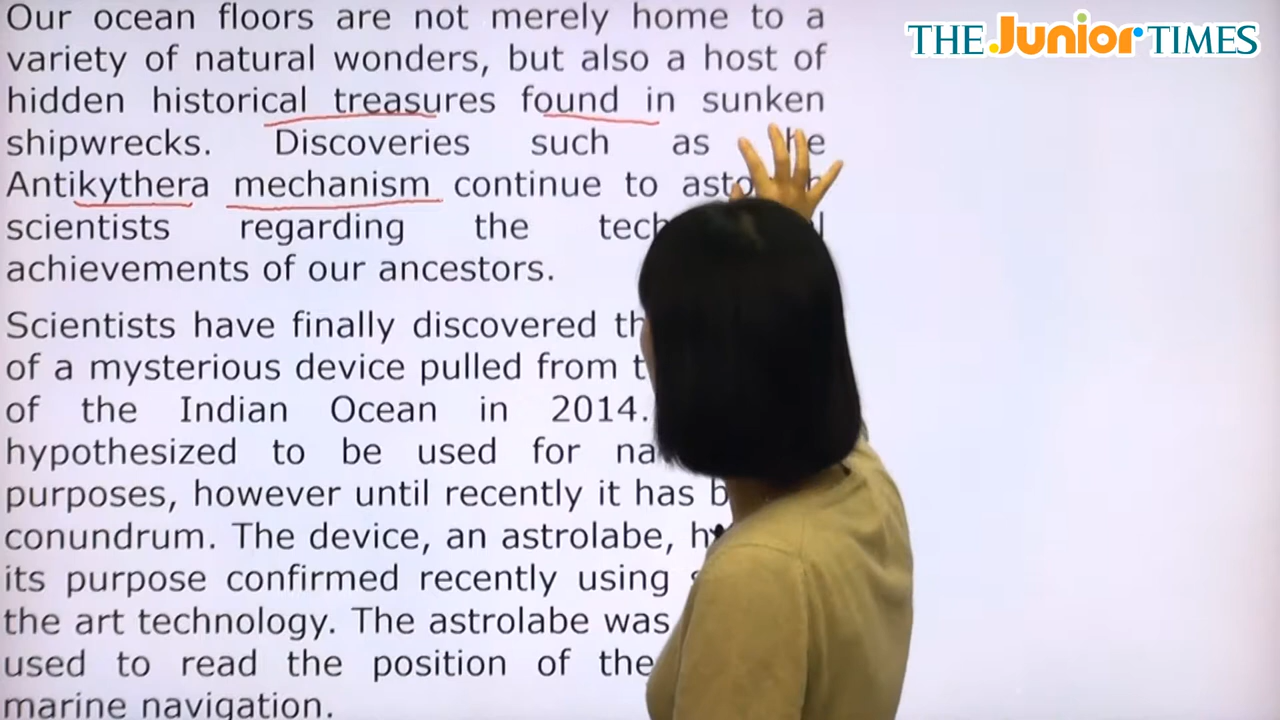 THE Junior TIMES
Our ocean floors are not merely home to a
variety of natural wonders, but also a host of
hidden historical treasures found in sunken
shipwrecks. Discoveries such as
Antikythera mechanism continue to
scientists regarding the
achievements of our ancestors.
Scientists have finally discovered
of a mysterious device pulled from
of the Indian Ocean in 2014.
hypothesized to be used for
purposes, however until recently it has
conundrum. The device, an astrolabe,
its purpose confirmed recently using
the art technology. The astrolabe was
used to read the position of the
marine navigation.